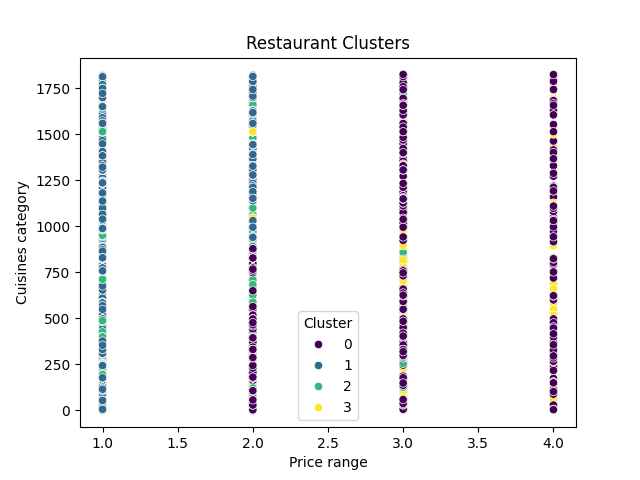 Restaurant Clusters
Cuisines category
1750
1500
1250
1000
750
500
250
0
Cluster
0
1
2
3
1.0 1.5 2.0 2.5 3.0 3.5 4.0
Price range